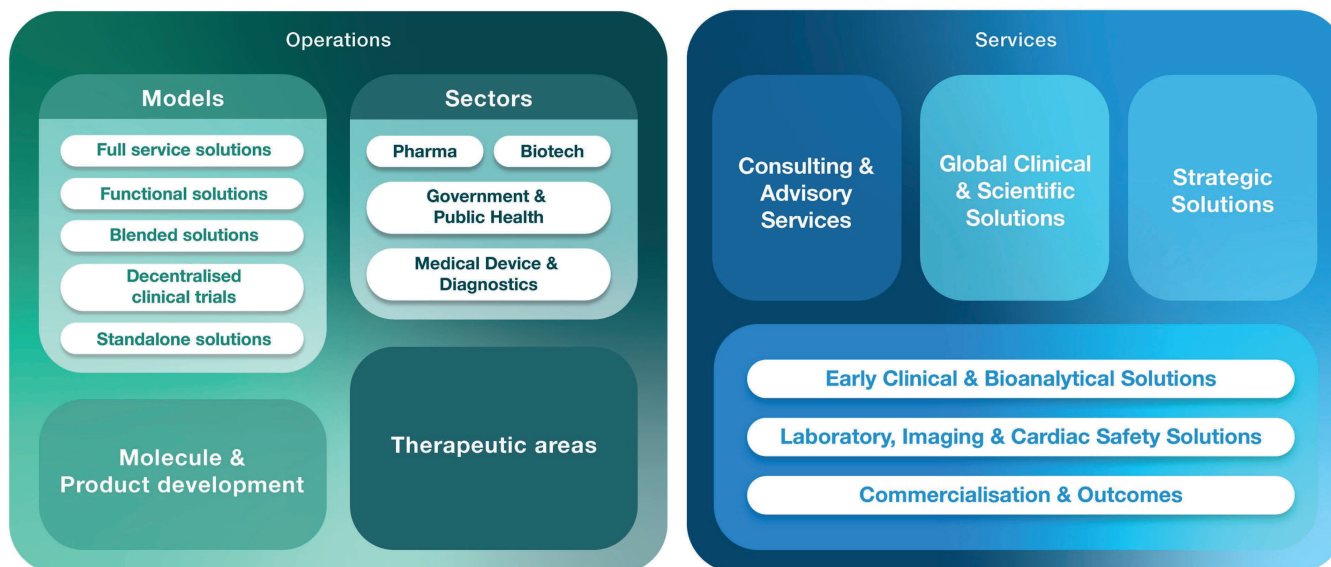 Operations
Models
Full service solutions
Functional solutions
Blended solutions
Decentralised
clinical trials
Standalone solutions
Sectors
Pharma
Biotech
Government &
Public Health
Medical Device &
Diagnostics
Molecule &
Product development
Therapeutic areas
Services
Consulting &
Advisory
Services
Global Clinical
& Scientific
Solutions
Strategic
Solutions
Early Clinical & Bioanalytical Solutions
Laboratory, Imaging & Cardiac Safety Solutions
Commercialisation & Outcomes